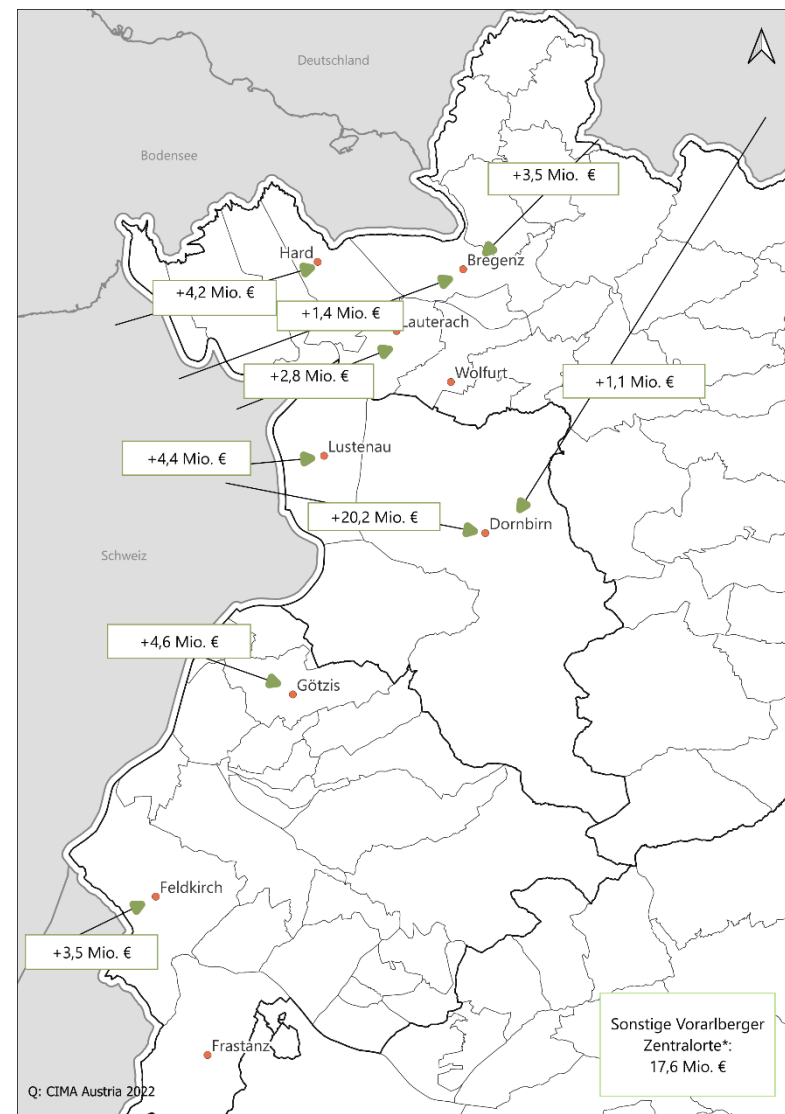 Deutschland
Bodensee
+3,5 Mio. €
Hard
Bregenz
+4,2 Mio. €
+1,4 Mio. €
Lauterach
+2,8 Mio. €
Wolfurt
+1,1 Mio. €
Lustenau
+4,4 Mio. €
+20,2 Mio. €
Dornbirn
Schweiz
+4,6 Mio. €
Götzis
Feldkirch
+3,5 Mio. €
Sonstige Vorarlberger
Zentralorte*:
17,6 Mio. €
Frastanz
Q: CIMA Austria 2022